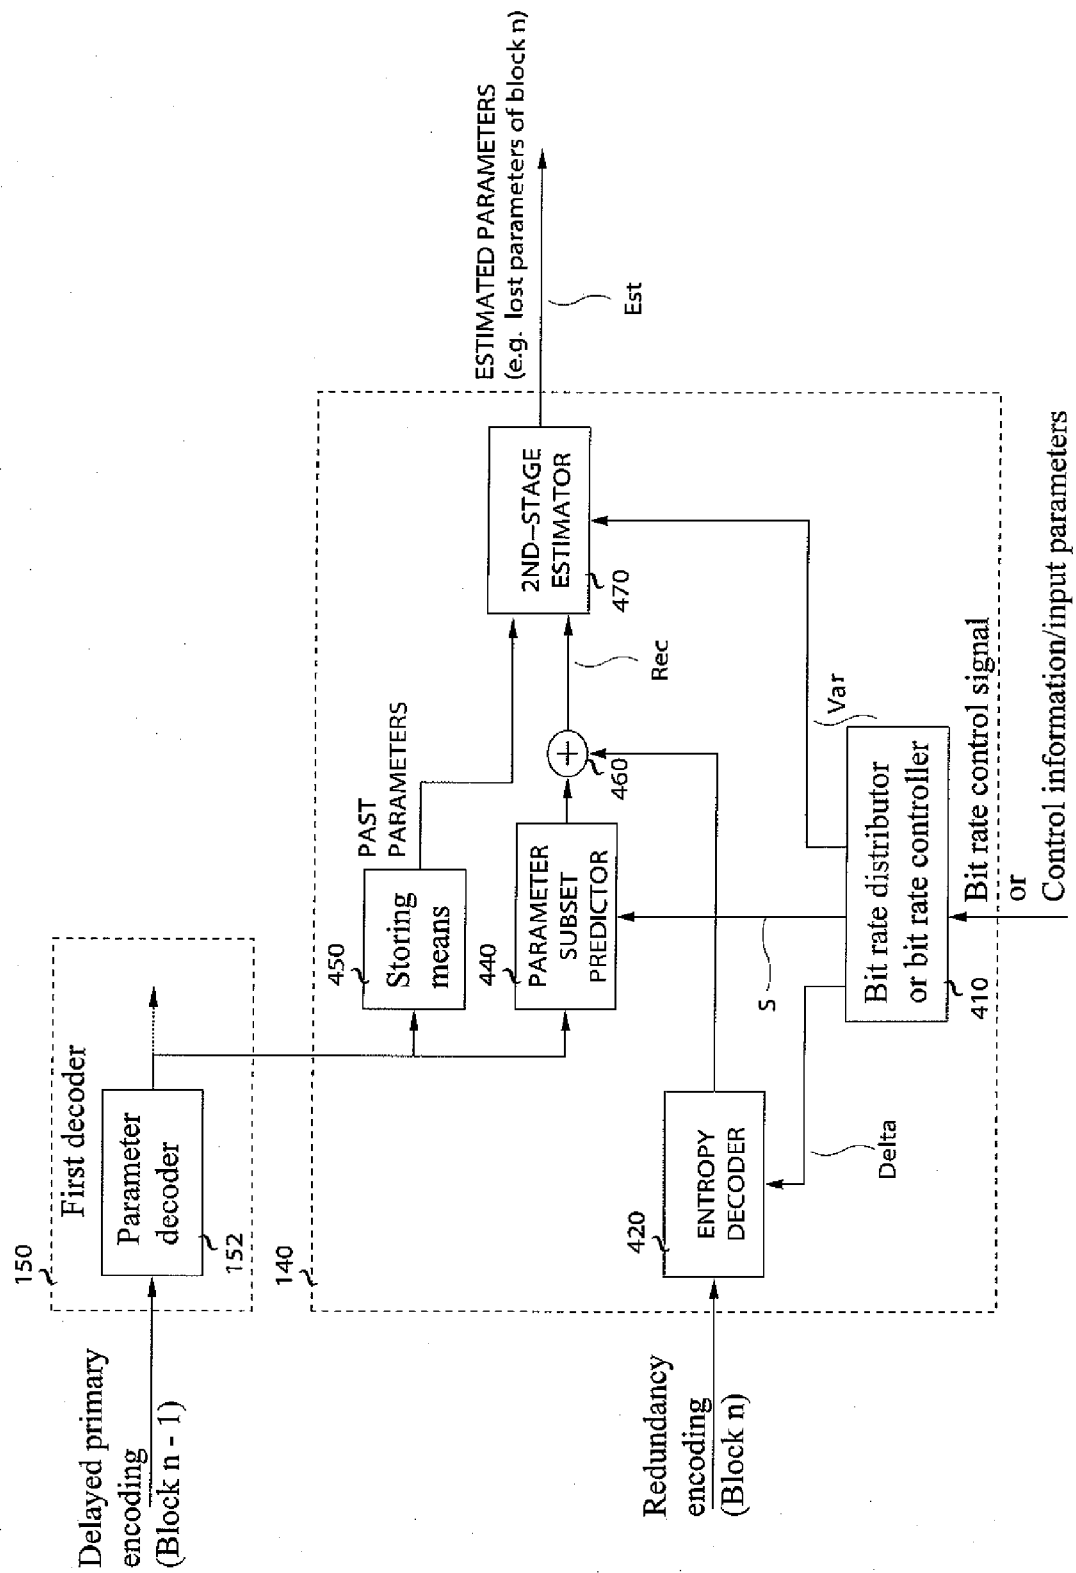 Delayed primary
encoding
(Block n - 1)
150
First decoder
Parameter
decoder
152
140
450
Storing
means
PAST
PARAMETERS
440
PARAMETER
SUBSET
PREDICTOR
460
+
Rec
2ND-STAGE
ESTIMATOR
470
ESTIMATED PARAMETERS
(e.g. lost parameters of block n)
Est
Redundancy
encoding
(Block n)
420
ENTROPY
DECODER
Delta
S
Var
Bit rate distributor
or bit rate controller
410
Bit rate control signal
or
Control information/input parameters